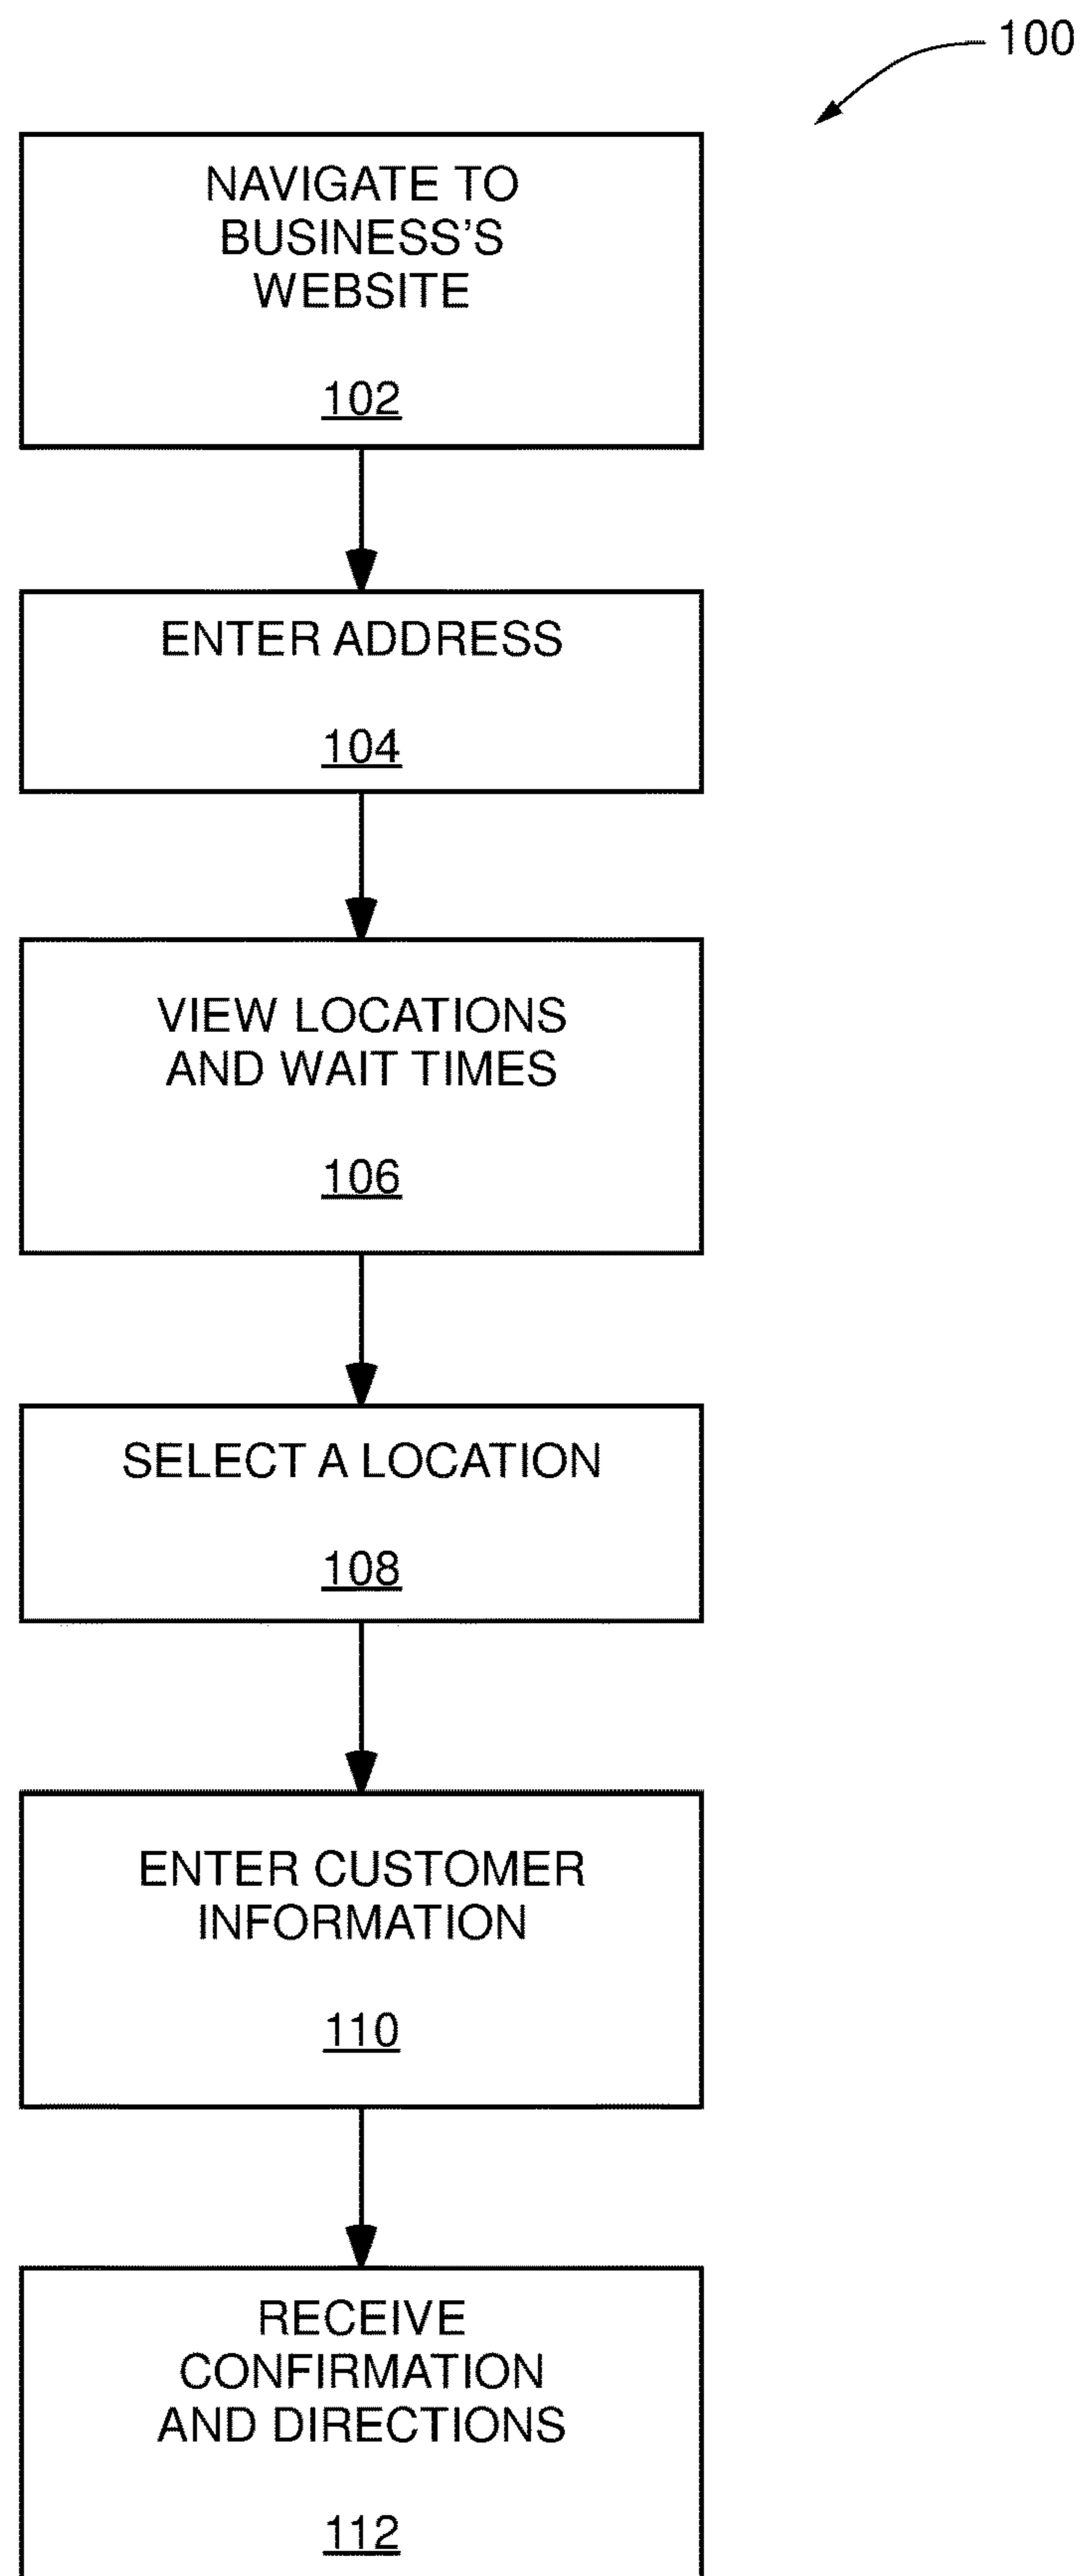 100
NAVIGATE TO
BUSINESS'S
WEBSITE
102
ENTER ADDRESS
104
VIEW LOCATIONS
AND WAIT TIMES
106
SELECT A LOCATION
108
ENTER CUSTOMER
INFORMATION
110
RECEIVE
CONFIRMATION
AND DIRECTIONS
112